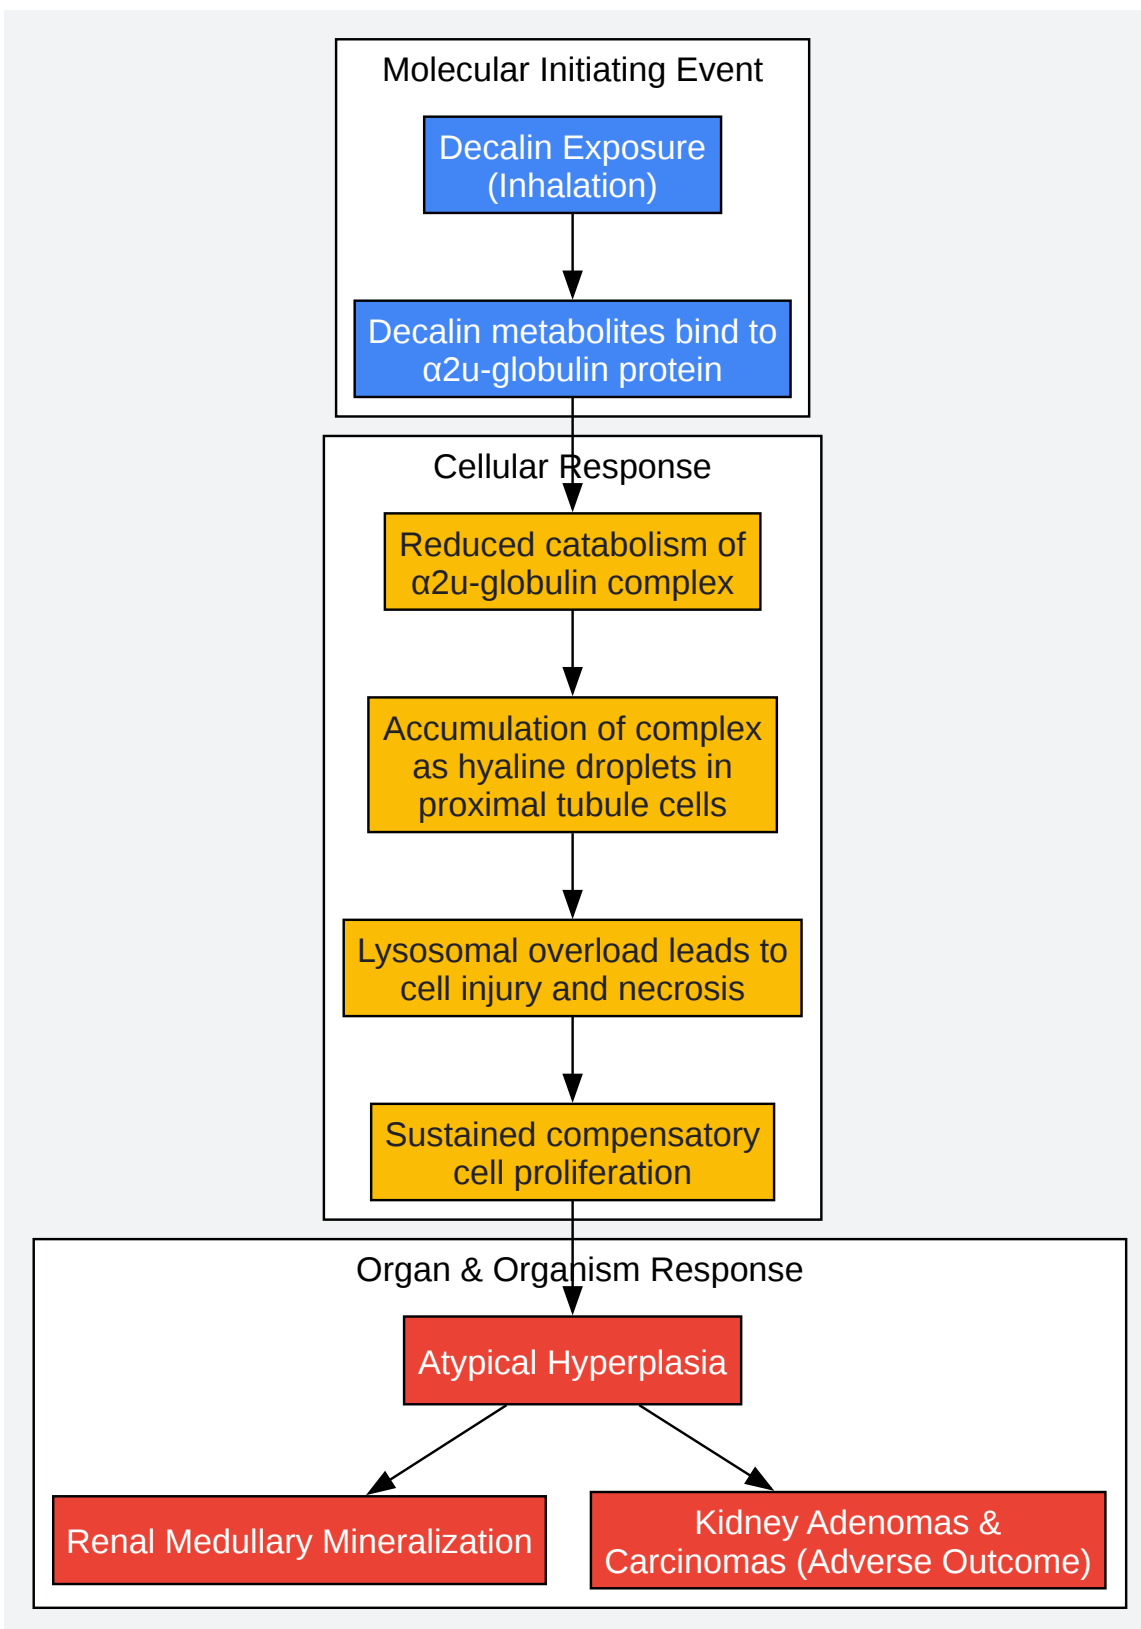 Molecular Initiating Event
Decalin Exposure
(Inhalation)
Decalin metabolites bind to
α2u-globulin protein
Cellular Response
Reduced catabolism of
α2u-globulin complex
Accumulation of complex
as hyaline droplets in
proximal tubule cells
Lysosomal overload leads to
cell injury and necrosis
Sustained compensatory
cell proliferation
Organ & Organism Response
Atypical Hyperplasia
Renal Medullary Mineralization
Kidney Adenomas &
Carcinomas (Adverse Outcome)